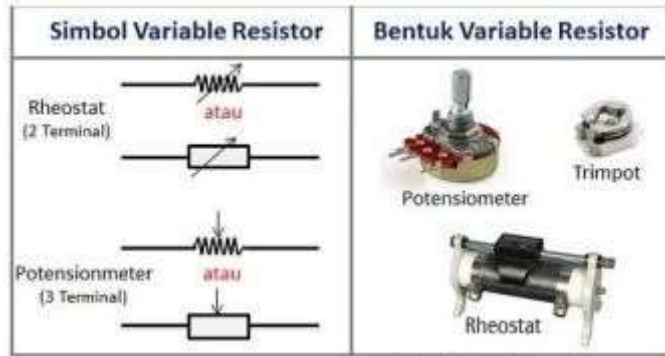 Simbol Variable Resistor
Bentuk Variable Resistor
Rheostat
(2 Terminal)
atau
Potensionmeter
(3 Terminal)
atau
Potensiometer
Trimpot
Rheostat